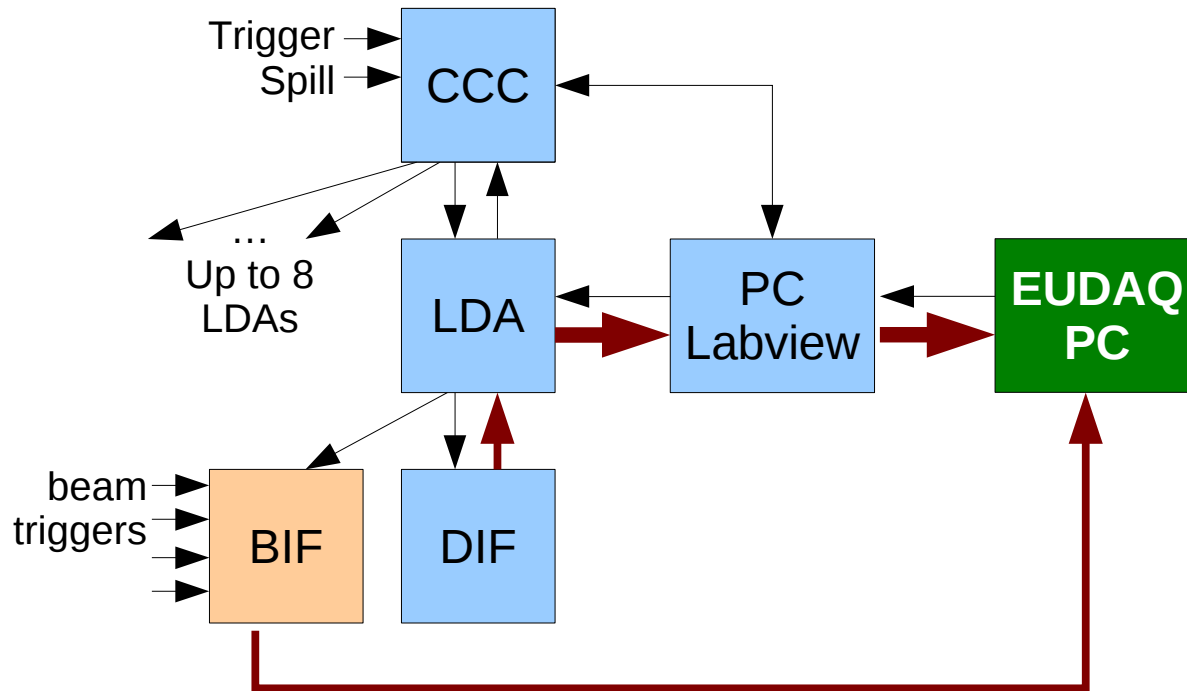 Trigger
Spill
CCC
...
Up to 8
LDAs
LDA
PC
Labview
EUDAQ
PC
beam
triggers
BIF
DIF